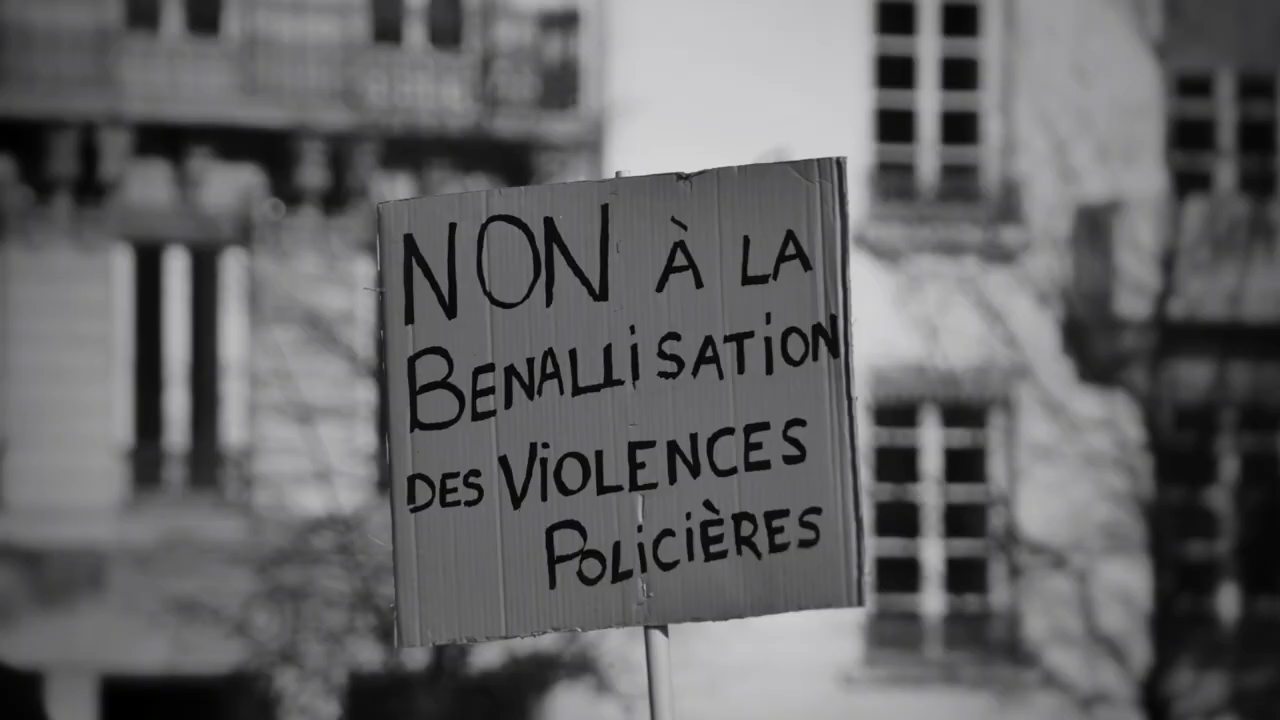 NON À LA
BENALLISATION
DES VIOLENCES
POLICIÈRES